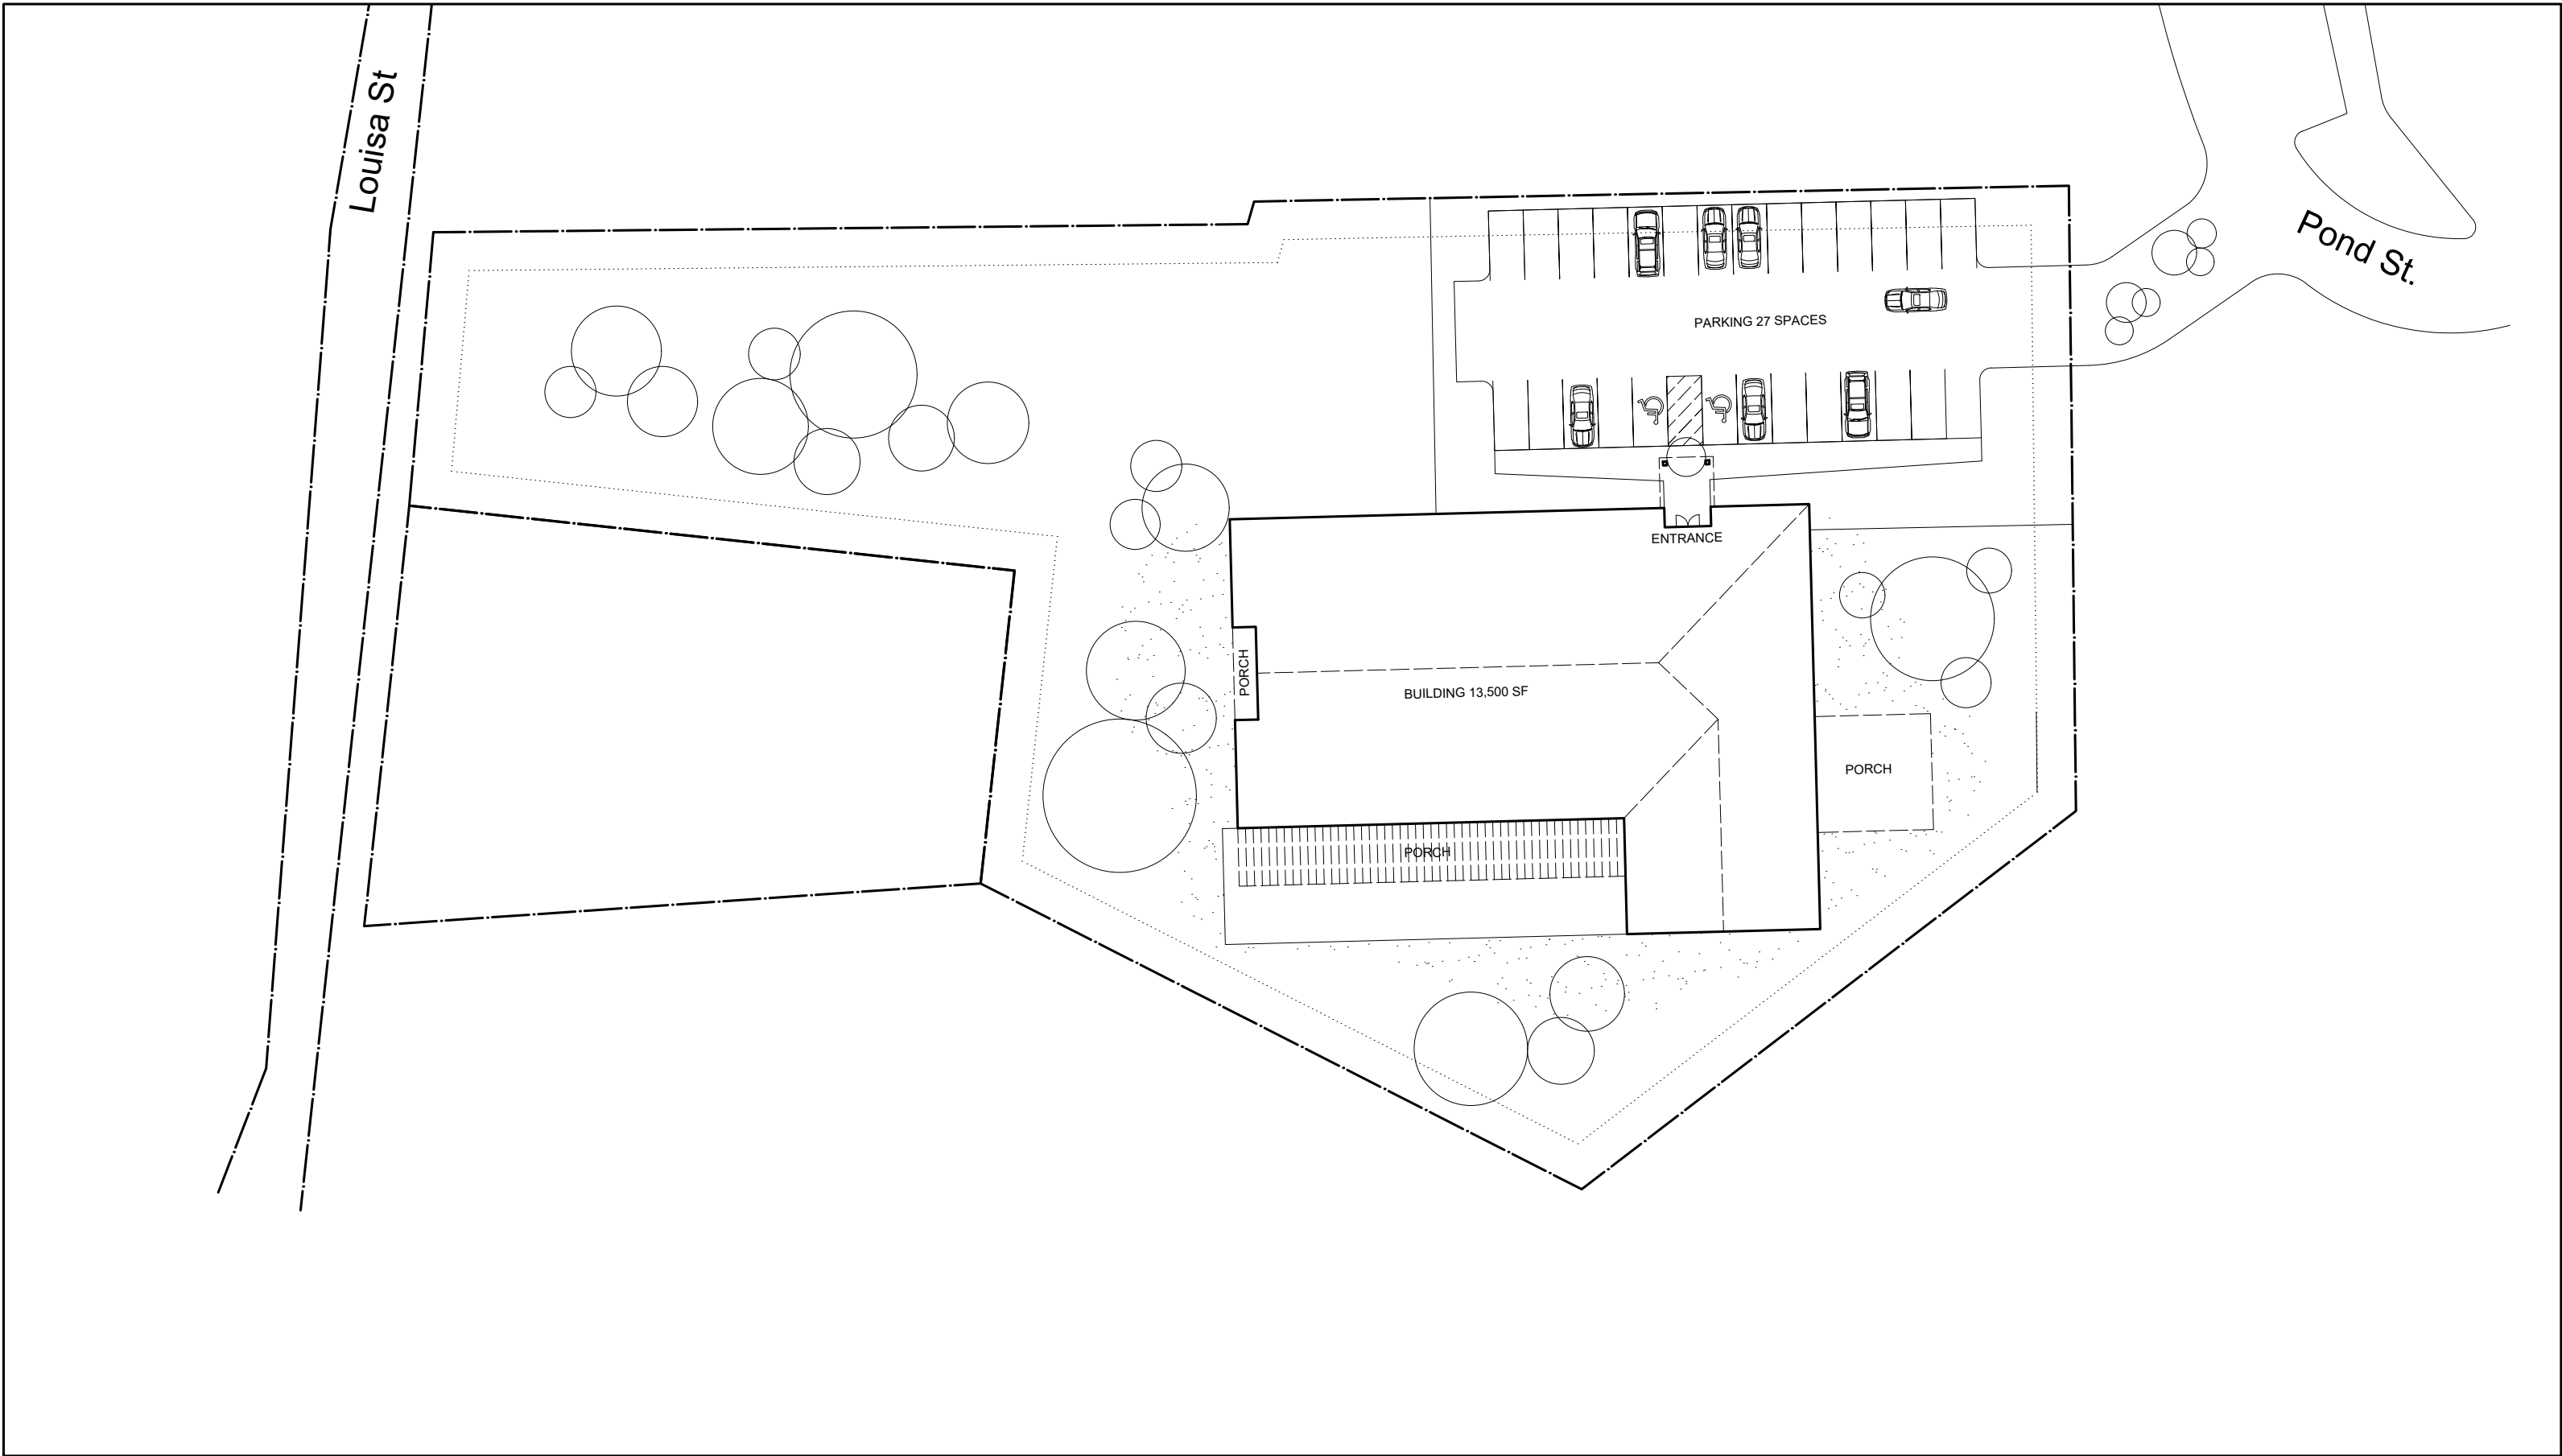 Louisa St
Pond St.
PARKING 27 SPACES
ENTRANCE
PORCH
BUILDING 13,500 SF
PORCH
PORCH